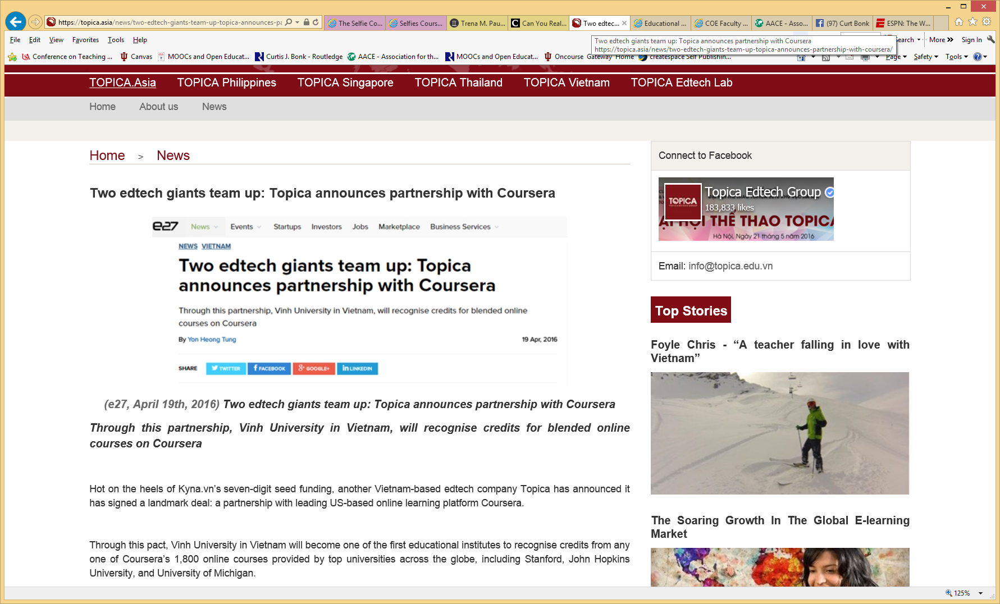 https://topica.asia/news/two-edtech-giants-team-up-topica-announces-pa
The Selfie Co...
Selfies Cours...
Trena M. Pau...
Can You Real...
Two edtec...
Educational ...
COE Faculty ...
AACE - Asso...
(97) Curt Bonk
ESPN: The W...
File Edit View Favorites Tools Help
Two edtech giants team up: Topica announces partnership with Coursera
https://topica.asia/news/two-edtech-giants-team-up-topica-announces-partnership-with-coursera/
Search More Sign In
Conference on Teaching ...
Canvas
MOOCs and Open Educat...
Curtis J. Bonk - Routledge
AACE - Association for th...
MOOCs and Open Educat...
Oncourse
Gateway
Home
Createspace Self Publishin...
Page Safety Tools
TOPICA.Asia TOPICA Philippines TOPICA Singapore TOPICA Thailand TOPICA Vietnam TOPICA Edtech Lab
Home About us News
Home > News
Two edtech giants team up: Topica announces partnership with Coursera
e27 News Events Startups Investors Jobs Marketplace Business Services
NEWS VIETNAM
Two edtech giants team up: Topica
announces partnership with Coursera
Through this partnership, Vinh University in Vietnam, will recognise credits for blended online
courses on Coursera
By Yon Heong Tung 19 Apr, 2016
SHARE TWITTER FACEBOOK GOOGLE+ LINKEDIN
(e27, April 19th, 2016) Two edtech giants team up: Topica announces partnership with Coursera
Through this partnership, Vinh University in Vietnam, will recognise credits for blended online
courses on Coursera
Hot on the heels of Kyna.vn's seven-digit seed funding, another Vietnam-based edtech company Topica has announced it
has signed a landmark deal: a partnership with leading US-based online learning platform Coursera.
Through this pact, Vinh University in Vietnam will become one of the first educational institutes to recognise credits from any
one of Coursera's 1,800 online courses provided by top universities across the globe, including Stanford, John Hopkins
University, and University of Michigan.
Connect to Facebook
TOPICA
Topica Edtech Group
183,833 likes
ẠI HỘI THỂ THAO TOPICA
Hà Nội, Ngày 21 tháng 5 năm 2016
Email: info@topica.edu.vn
Top Stories
Foyle Chris - “A teacher falling in love with
Vietnam”
The Soaring Growth In The Global E-learning
Market
125%